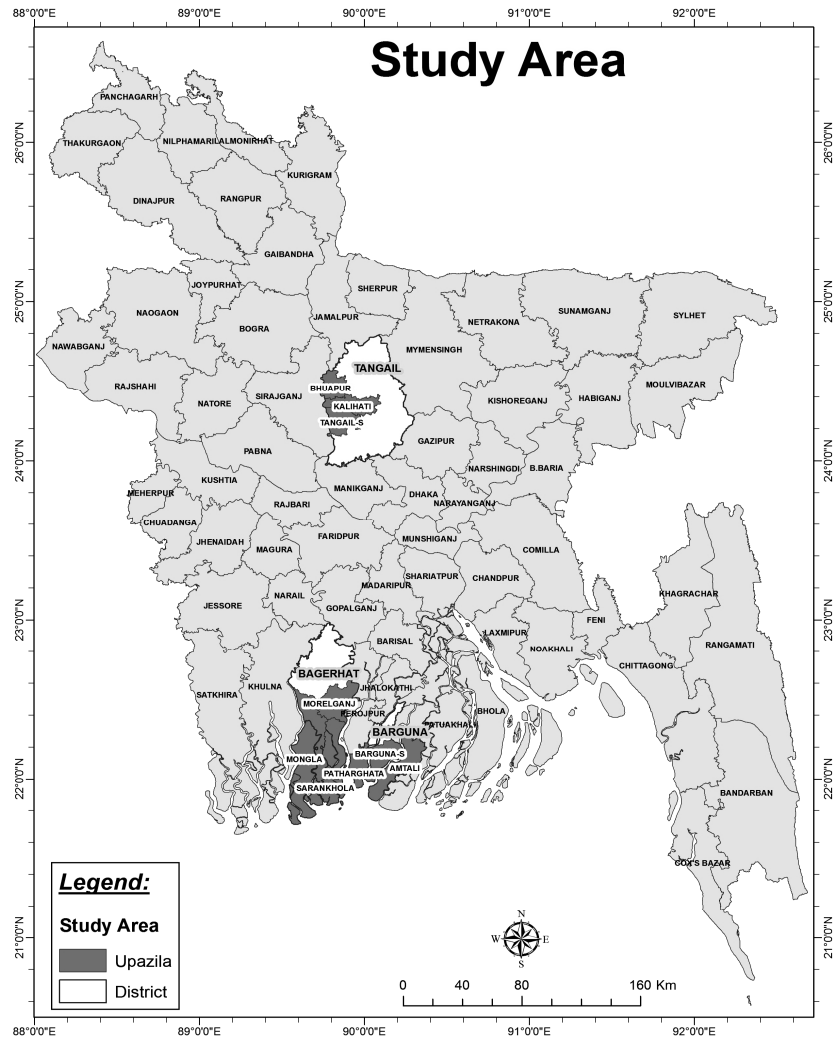 88°0'0"E 89°0'0"E 90°0'0"E 91°0'0"E 92°0'0"E
Study Area
PANCHAGARH
THAKURGAON
NILPHAMARI
LALMONIRHAT
KURIGRAM
DINAJPUR
RANGPUR
GAIBANDHA
JOYPURHAT
SHERPUR
NAOGAON
BOGRA
JAMALPUR
NETRAKONA
SUNAMGANJ
SYLHET
NAWABGANJ
MYMENSINGH
TANGAIL
RAJSHAHI
NATORE
SIRAJGANJ
BHUAPUR
KALIHATI
TANGAIL-S
KISHOREGANJ
HABIGANJ
MOULVIBAZAR
PABNA
GAZIPUR
NARSHINGDI
B.BARIA
KUSHTIA
MEHERPUR
MANIKGANJ
DHAKA
NARAYANGANJ
RAJBARI
CHUADANGA
JHENAIDAH
MAGURA
FARIDPUR
MUNSHIGANJ
COMILLA
SHARIATPUR
CHANDPUR
MADARIPUR
KHAGRACHARI
NARAIL
JESSORE
GOPALGANJ
FENI
LAXMIPUR
NOAKHALI
BARISAL
RANGAMATI
CHITTAGONG
BAGERHAT
KHULNA
SATKHIRA
JHALOKATHI
MORELGANJ
PEROJPUR
BHOLA
PATUAKHALI
BARGUNA
BARGUNA-S
MONGLA
AMTALI
PATHARGHATA
SARANKHOLA
BANDARBAN
COX'S BAZAR
26°0'0"N 26°0'0"N
25°0'0"N 25°0'0"N
24°0'0"N 24°0'0"N
23°0'0"N 23°0'0"N
22°0'0"N 22°0'0"N
21°0'0"N 21°0'0"N
Legend:
Study Area
Upazila
District
N
W E
S
0 40 80 160 Km
88°0'0"E 89°0'0"E 90°0'0"E 91°0'0"E 92°0'0"E